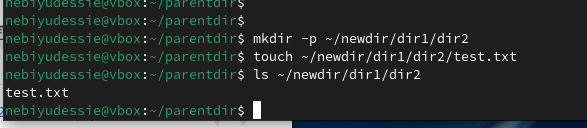 nebiyudessie@vbox:~/parentdir$
nebiyudessie@vbox:~/parentdir$
nebiyudessie@vbox:~/parentdir$ mkdir -p ~/newdir/dir1/dir2
nebiyudessie@vbox:~/parentdir$ touch ~/newdir/dir1/dir2/test.txt
nebiyudessie@vbox:~/parentdir$ ls ~/newdir/dir1/dir2
test.txt
nebiyudessie@vbox:~/parentdir$